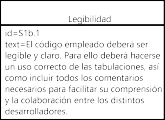 Legibilidad
id=S1b.1
text=El código empleado deberá ser
legible y claro. Para ello deberá hacerse
un uso correcto de las tabulaciones, así
como incluir todos los comentarios
necesarios para facilitar su comprensión
y la colaboración entre los distintos
desarrolladores.